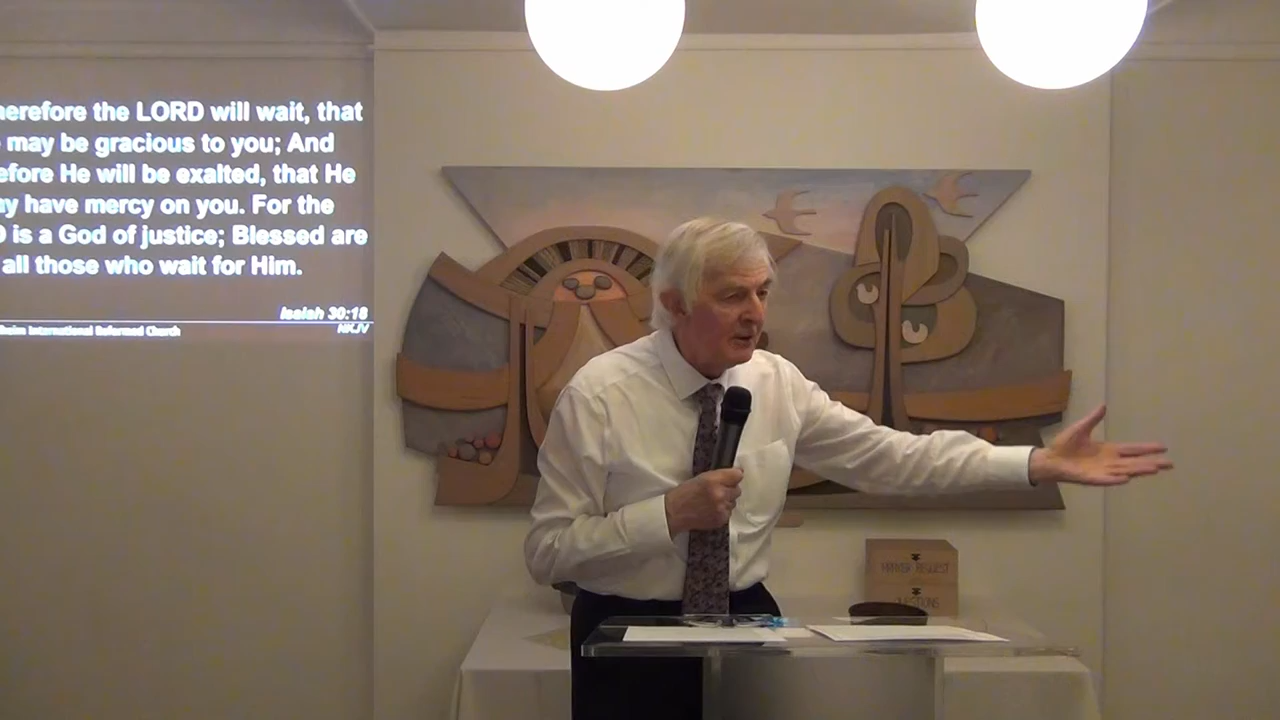 herefore the LORD will wait, that
may be gracious to you; And
efore He will be exalted, that He
ay have mercy on you. For the
D is a God of justice; Blessed are
all those who wait for Him.
Isaiah 30:18
NKJV
heim International Reformed Church
PRAYER REQUEST
QUESTIONS